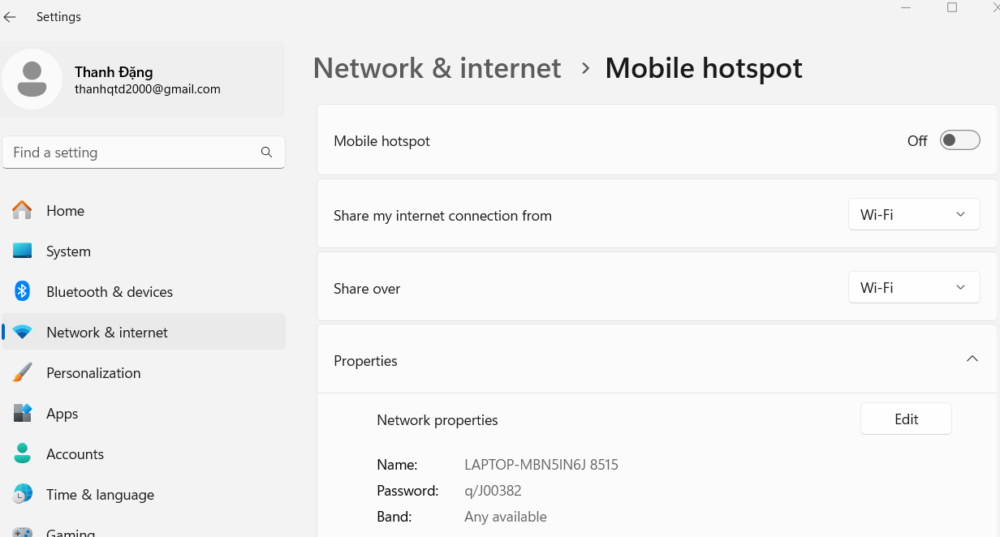 Settings
Thanh Đặng
thanhqtd2000@gmail.com
Find a setting
Home
System
Bluetooth & devices
Network & internet
Personalization
Apps
Accounts
Time & language
Gaming
Network & internet › Mobile hotspot
Mobile hotspot Off
Share my internet connection from Wi-Fi
Share over Wi-Fi
Properties
Network properties Edit
Name: LAPTOP-MBN5IN6J 8515
Password: q/J00382
Band: Any available